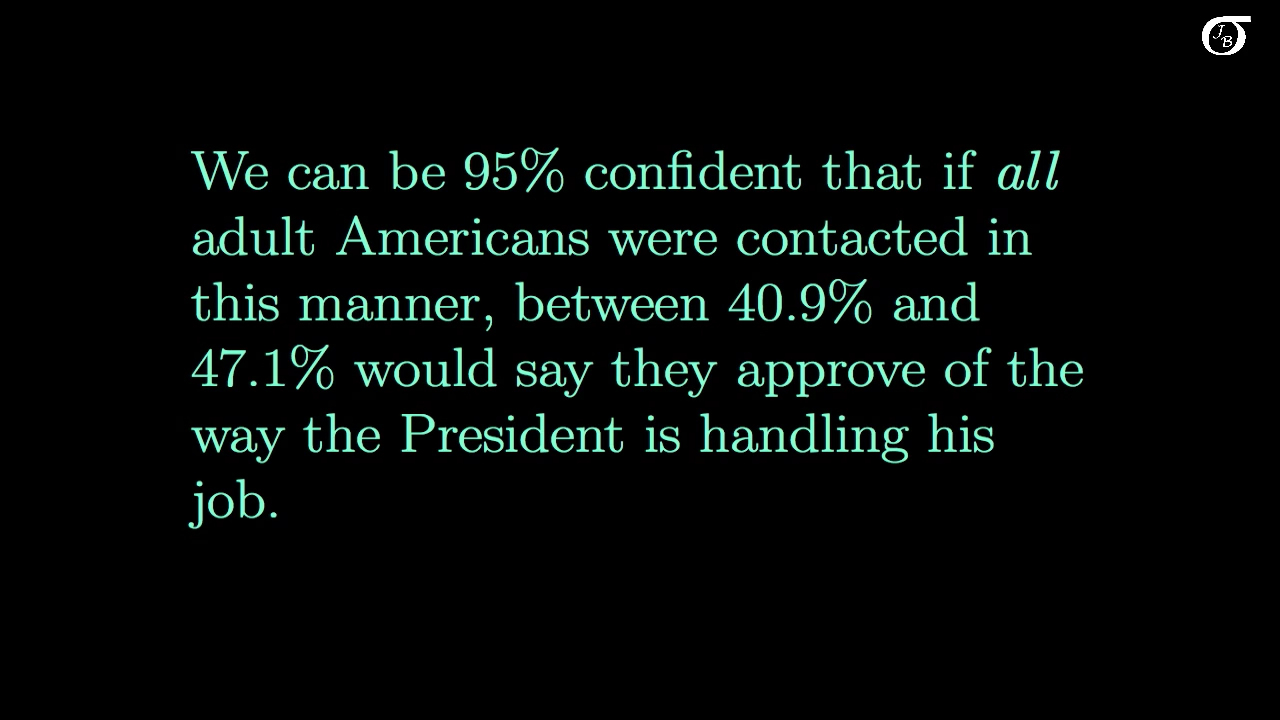 JB
We can be 95% confident that if all
adult Americans were contacted in
this manner, between 40.9% and
47.1% would say they approve of the
way the President is handling his
job.